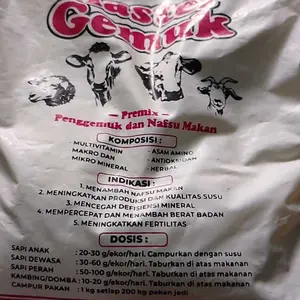 Gemuk
Premix
Penggemuk dan Nafsu Makan
KOMPOSISI :
MULTIVITAMIN - ASAM AMINO
MAKRO DAN - ANTIOKSIDAN
MIKRO MINERAL - HERBAL
INDIKASI :
1. MENAMBAH NAFSU MAKAN
2. MENINGKATKAN PRODUKSI DAN KUALITAS SUSU
3. MENCEGAH DEFISIENSI MINERAL
4. MEMPERCEPAT DAN MENAMBAH BERAT BADAN
5. MENINGKATKAN FERTILITAS
DOSIS :
SAPI ANAK : 20-30 g/ekor/hari. Campurkan dengan susu
SAPI DEWASA : 30-60 g/ekor/hari. Taburkan di atas makanan
SAPI PERAH : 50-100 g/ekor/hari. Taburkan di atas makanan
KAMBING/DOMBA : 10-20 g/ekor/hari. Taburkan di atas makanan
CAMPUR PAKAN : 1 kg setiap 200 kg pakan jadi